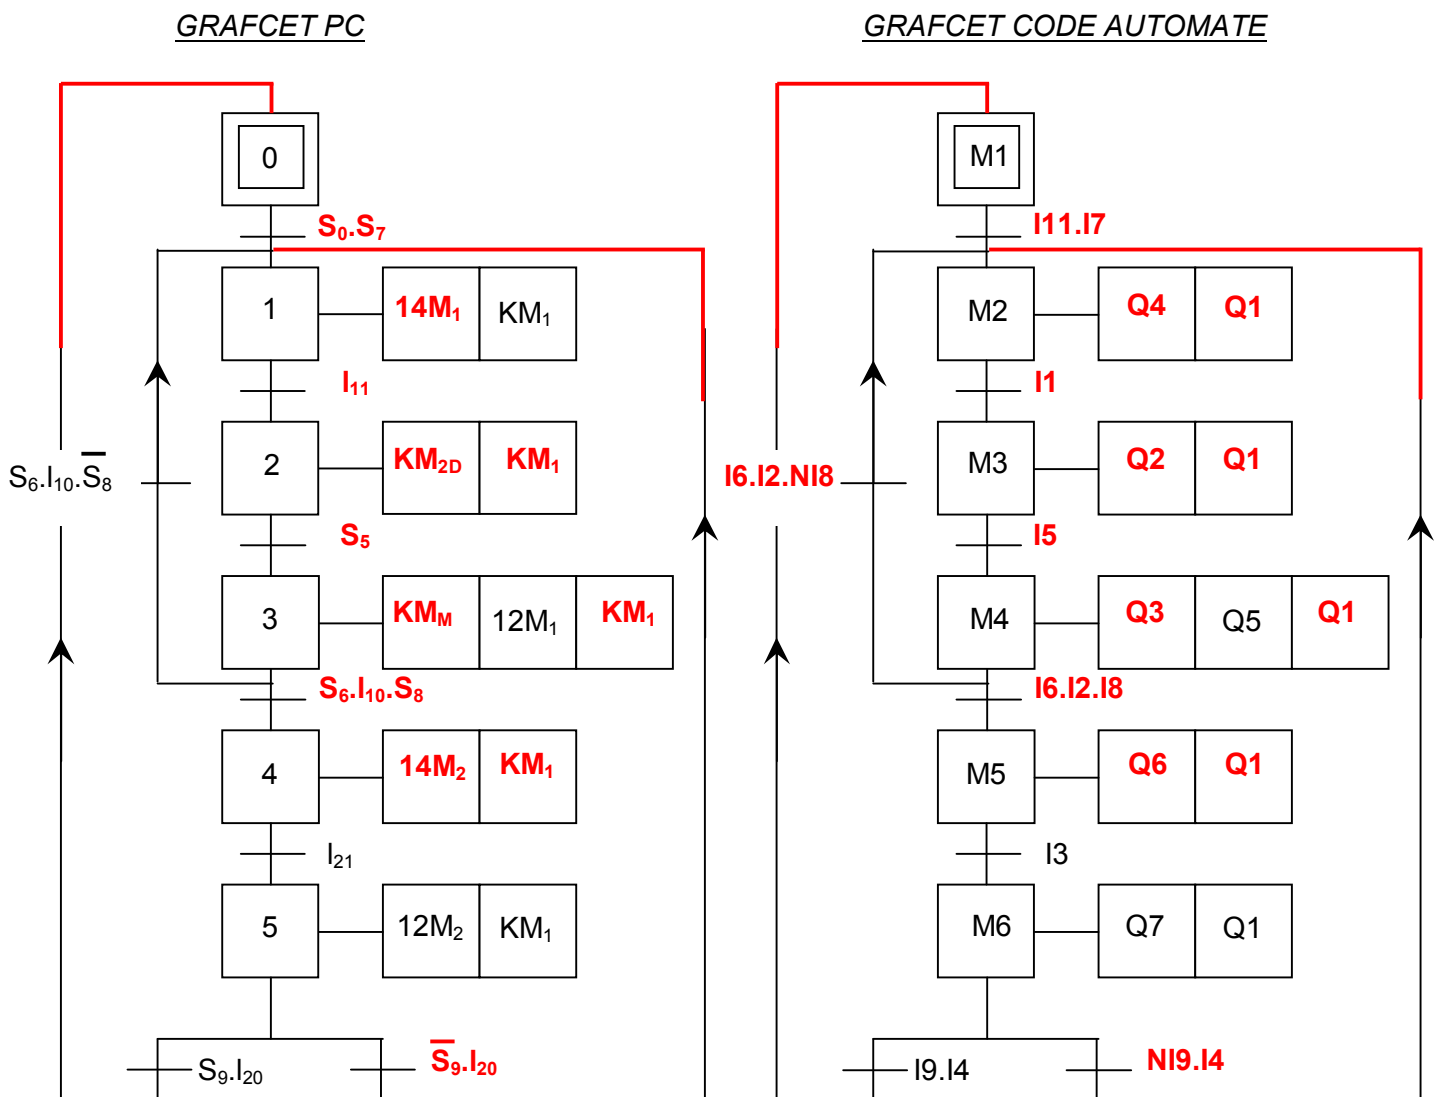 GRAFCET PC
0
S₀.S₇
1 14M₁ KM₁
I₁₁
2 KM₂D KM₁
S₆.I₁₀.S̅₈
S₅
3 KM_M 12M₁ KM₁
S₆.I₁₀.S₈
4 14M₂ KM₁
I₂₁
5 12M₂ KM₁
S₉.I₂₀ S̅₉.I₂₀
GRAFCET CODE AUTOMATE
M1
I11.I7
M2 Q4 Q1
I1
M3 Q2 Q1
I6.I2.NI8
I5
M4 Q3 Q5 Q1
I6.I2.I8
M5 Q6 Q1
I3
M6 Q7 Q1
I9.I4 NI9.I4